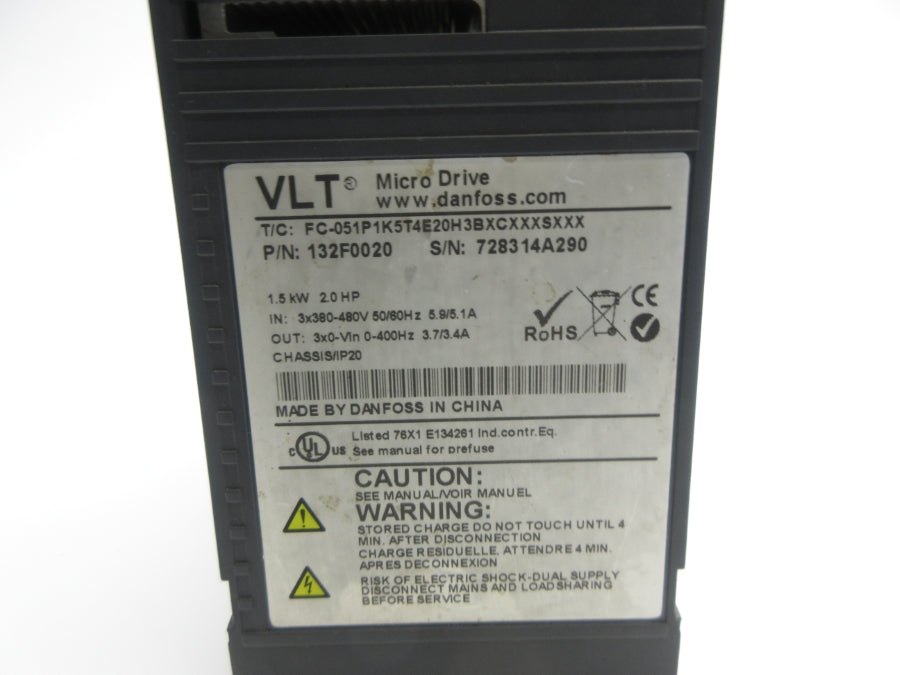 VLT® Micro Drive
www.danfoss.com
T/C: FC-051P1K5T4E20H3BXCXXXSXXX
P/N: 132F0020 S/N: 728314A290
1.5 kW 2.0 HP
IN: 3x380-480V 50/60Hz 5.9/5.1A
OUT: 3x0-Vin 0-400Hz 3.7/3.4A
CHASSIS/IP20
RoHS
CE
MADE BY DANFOSS IN CHINA
c UL us Listed 76X1 E134261 Ind.contr.Eq.
See manual for prefuse
CAUTION:
SEE MANUAL/VOIR MANUEL
WARNING:
STORED CHARGE DO NOT TOUCH UNTIL 4
MIN. AFTER DISCONNECTION
CHARGE RESIDUELLE, ATTENDRE 4 MIN.
APRES DECONNEXION
RISK OF ELECTRIC SHOCK-DUAL SUPPLY
DISCONNECT MAINS AND LOADSHARING
BEFORE SERVICE